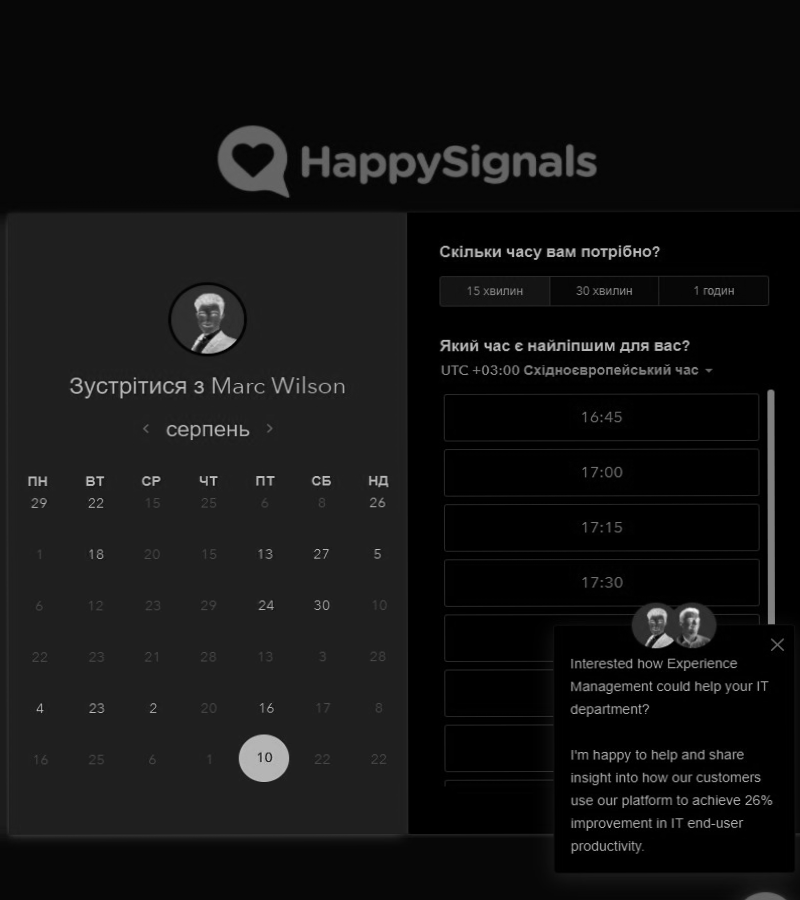 HappySignals
Зустрітися з Marc Wilson
серпень
ПН ВТ СР ЧТ ПТ СБ НД
29 22 15 25 6 8 26
1 18 20 15 13 27 5
6 12 23 29 24 30 10
22 23 21 28 13 3 28
4 23 2 20 16 17 8
16 25 6 1 10 22 22
Скільки часу вам потрібно?
15 хвилин 30 хвилин 1 годин
Який час є найліпшим для вас?
UTC +03:00 Східноєвропейський час
16:45
17:00
17:15
17:30
Interested how Experience
Management could help your IT
department?
I'm happy to help and share
insight into how our customers
use our platform to achieve 26%
improvement in IT end-user
productivity.